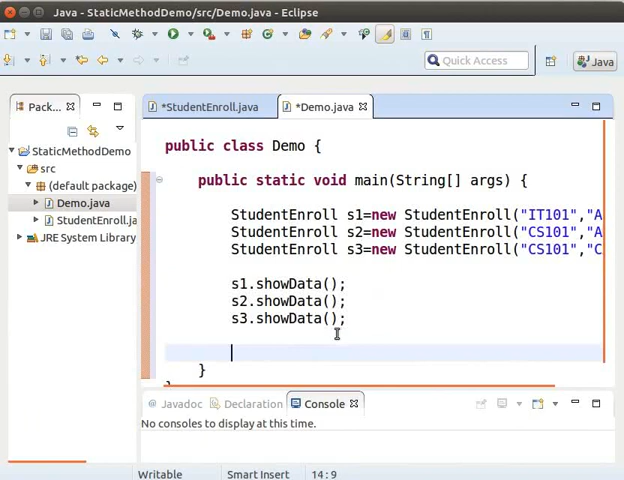 Java - StaticMethodDemo/src/Demo.java - Eclipse
Quick Access
Java
Pack...
*StudentEnroll.java
*Demo.java
StaticMethodDemo
src
(default package)
Demo.java
StudentEnroll.ja
JRE System Library
public class Demo {
public static void main(String[] args) {
StudentEnroll s1=new StudentEnroll("IT101","A
StudentEnroll s2=new StudentEnroll("CS101","A
StudentEnroll s3=new StudentEnroll("CS101","C
s1.showData();
s2.showData();
s3.showData();
}
Javadoc
Declaration
Console
No consoles to display at this time.
Writable
Smart Insert
14 : 9